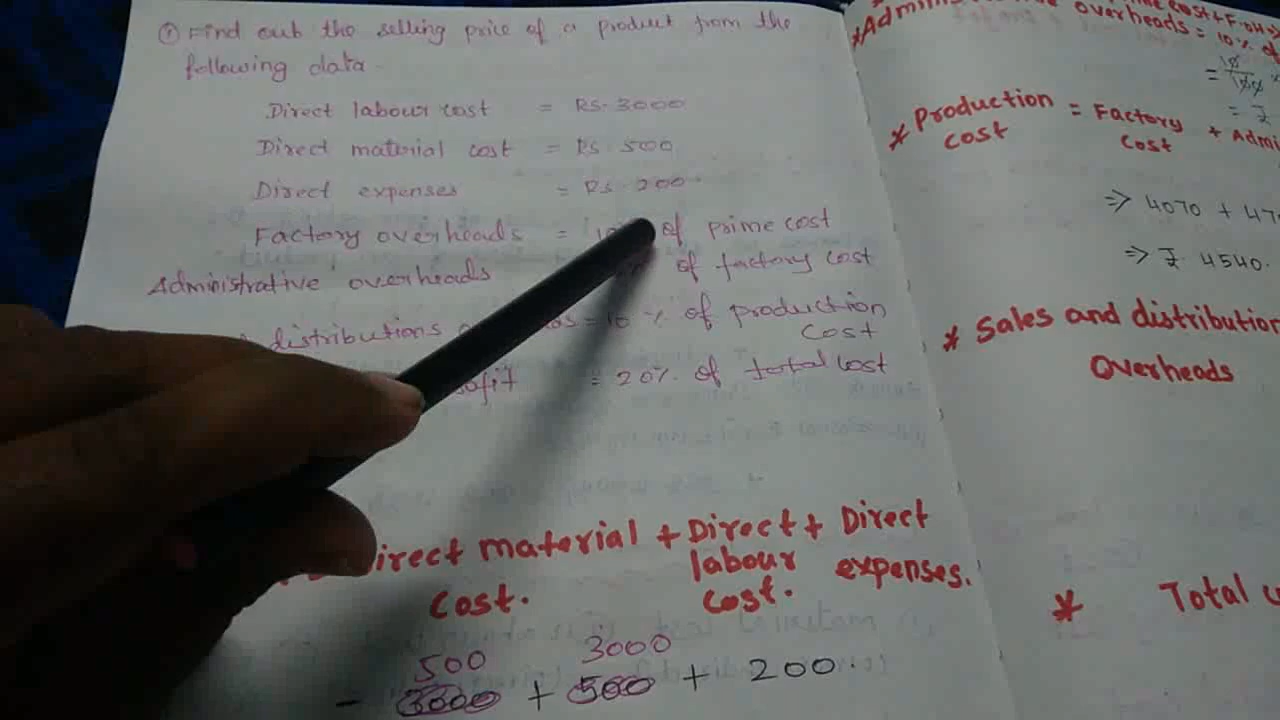 ① Find out the selling price of a product from the
following data.
Direct labour cost = Rs. 3000
Direct material cost = Rs. 500
Direct expenses = Rs. 200.
Factory overheads = of prime cost
Administrative overheads of factory cost
distributions = 10 % of production
cost
= 20% of total cost
Direct material + Direct + Direct
cost. labour expenses.
cost.
500 3000
3000 + 500 + 200.
overheads = 10% of
* Production = Factory + Admi
cost cost
⇒ 4070 + 47
⇒ ₹ 4540.
* Sales and distribution
Overheads
* Total